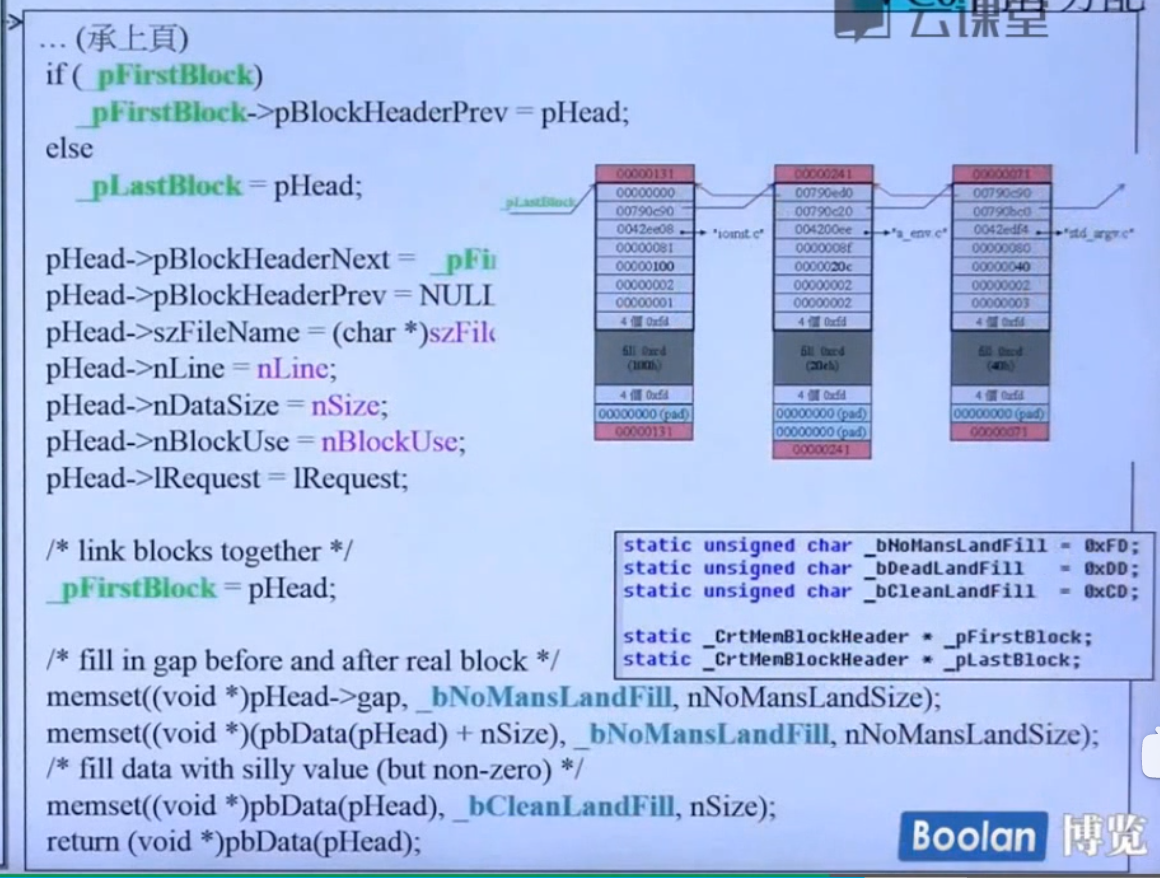 云课堂
… (承上頁)
if (_pFirstBlock)
_pFirstBlock->pBlockHeaderPrev = pHead;
else
_pLastBlock = pHead;
pHead->pBlockHeaderNext = _pFi
pHead->pBlockHeaderPrev = NULL
pHead->szFileName = (char *)szFile
pHead->nLine = nLine;
pHead->nDataSize = nSize;
pHead->nBlockUse = nBlockUse;
pHead->lRequest = lRequest;
/* link blocks together */
_pFirstBlock = pHead;
/* fill in gap before and after real block */
memset((void *)pHead->gap, _bNoMansLandFill, nNoMansLandSize);
memset((void *)(pbData(pHead) + nSize), _bNoMansLandFill, nNoMansLandSize);
/* fill data with silly value (but non-zero) */
memset((void *)pbData(pHead), _bCleanLandFill, nSize);
return (void *)pbData(pHead);
pLastBlock
00000131
00000000
00790c90
0042ee08
"ioinit.c"
00000081
00000100
00000002
00000001
4 個 0xfd
fill 0xcd
(100h)
4 個 0xfd
00000000 (pad)
00000131
00000241
00790ed0
00790c20
004200ee
"a_env.c"
0000008f
0000020c
00000002
00000002
4 個 0xfd
fill 0xcd
(20ch)
4 個 0xfd
00000000 (pad)
00000000 (pad)
00000241
00000071
00790c90
00790bc0
0042edf4
"std_argv.c"
00000080
00000040
00000002
00000003
4 個 0xfd
fill 0xcd
(40h)
4 個 0xfd
00000000 (pad)
00000071
static unsigned char _bNoMansLandFill = 0xFD;
static unsigned char _bDeadLandFill = 0xDD;
static unsigned char _bCleanLandFill = 0xCD;
static _CrtMemBlockHeader * _pFirstBlock;
static _CrtMemBlockHeader * _pLastBlock;
Boolan 博览